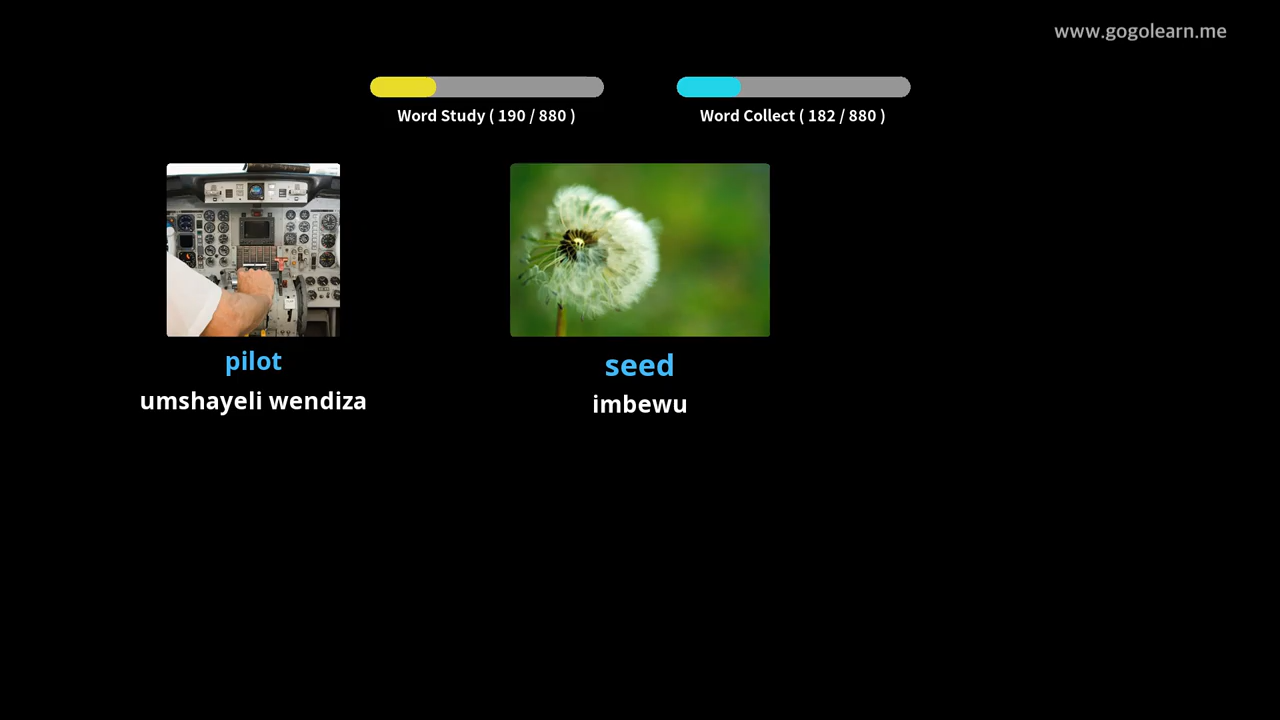 www.gogolearn.me
Word Study ( 190 / 880 )
Word Collect ( 182 / 880 )
pilot
umshayeli wendiza
seed
imbewu